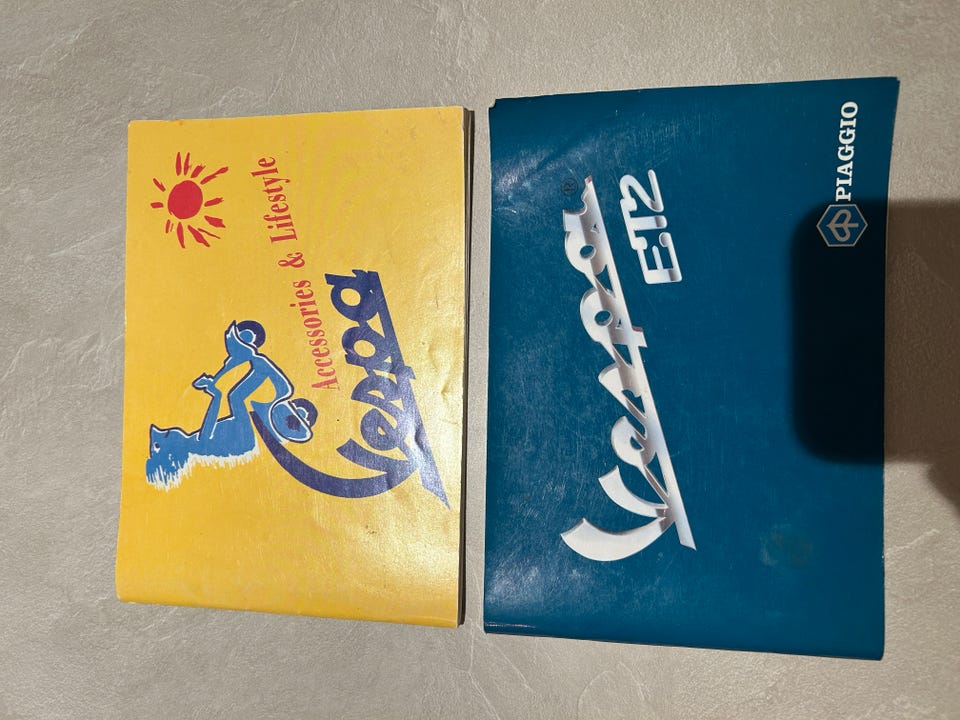 Accessories & Lifestyle
Vespa
Vespa®
ET2
PIAGGIO